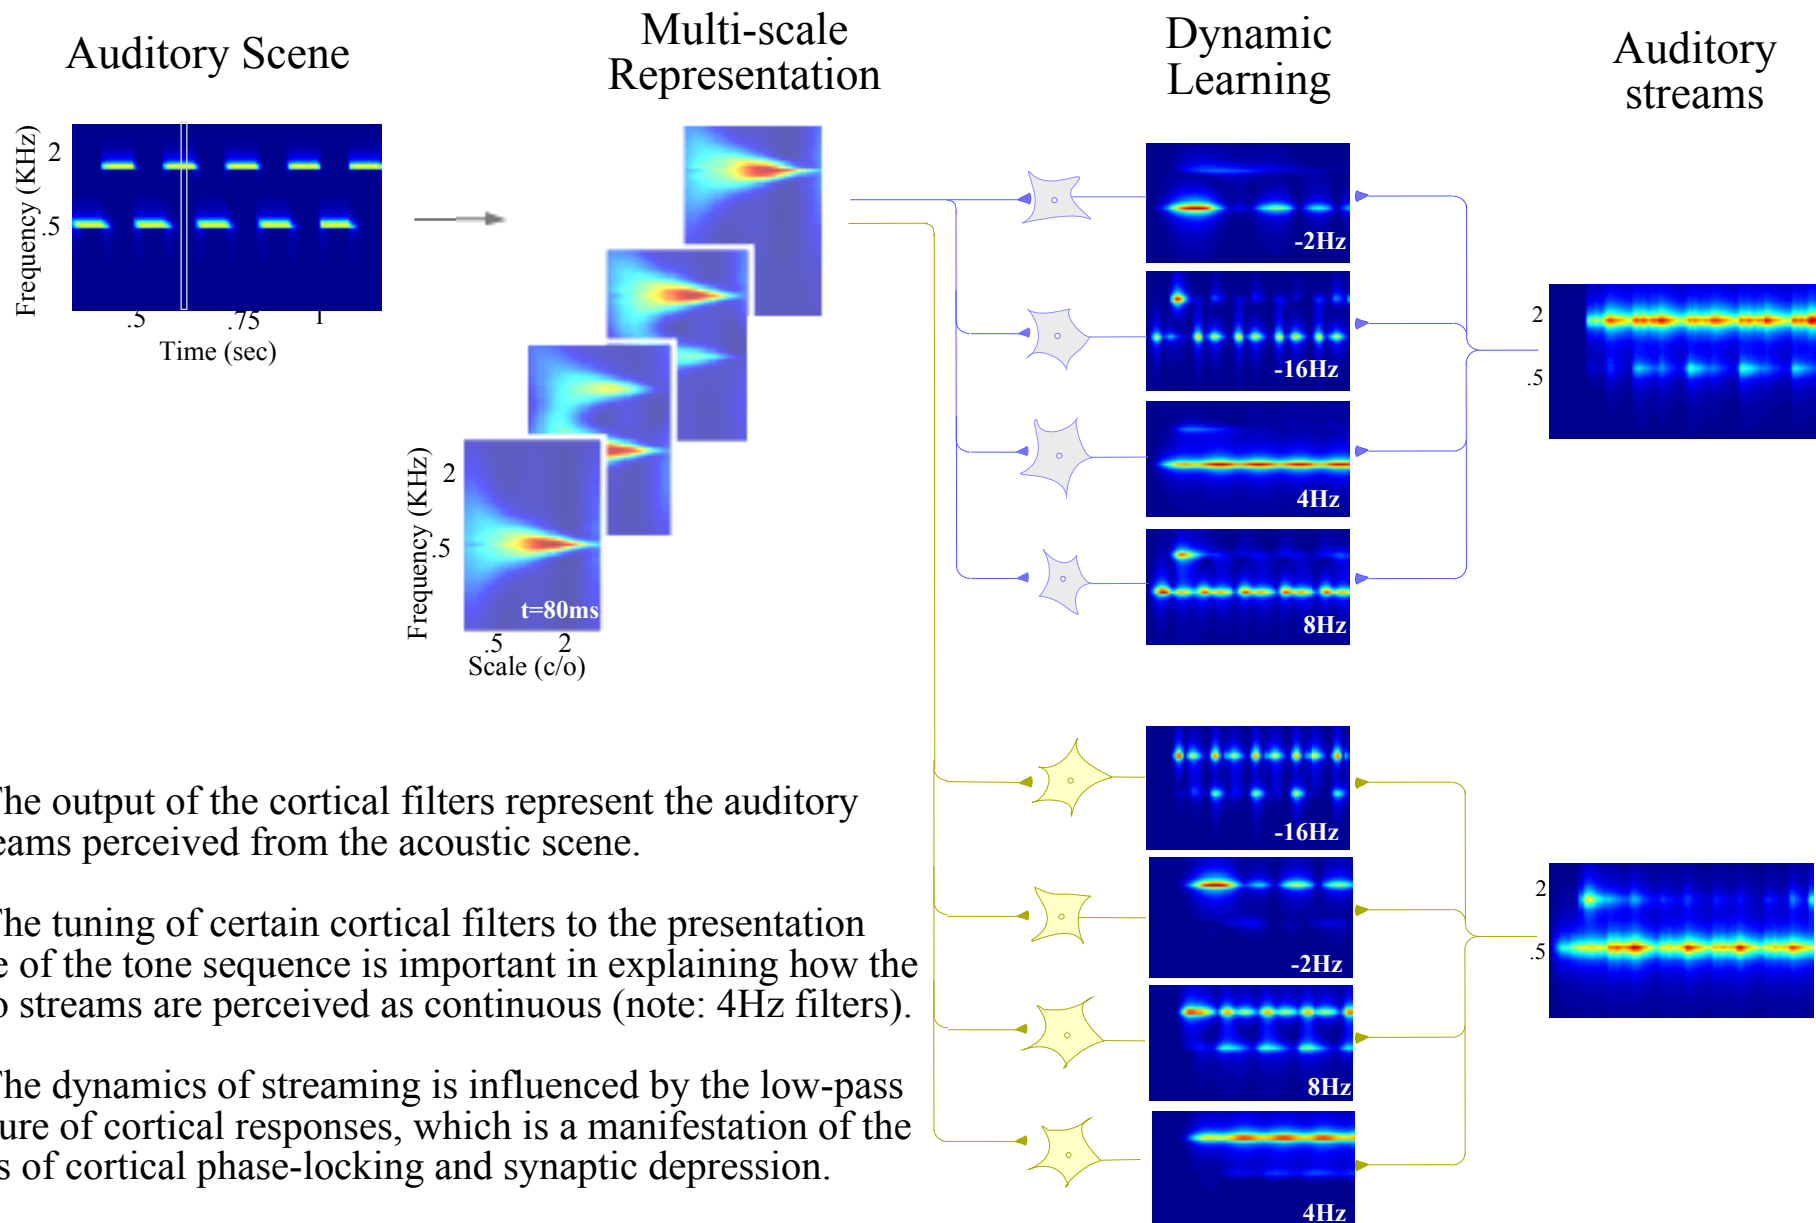 Auditory Scene
Multi-scale
Representation
Dynamic
Learning
Auditory
streams
Frequency (KHz)
2
.5
.5
.75
1
Time (sec)
Frequency (KHz)
2
.5
t=80ms
.5
2
Scale (c/o)
-2Hz
-16Hz
4Hz
8Hz
2
.5
-16Hz
-2Hz
8Hz
4Hz
2
.5
The output of the cortical filters represent the auditory
eams perceived from the acoustic scene.
The tuning of certain cortical filters to the presentation
e of the tone sequence is important in explaining how the
o streams are perceived as continuous (note: 4Hz filters).
The dynamics of streaming is influenced by the low-pass
ure of cortical responses, which is a manifestation of the
s of cortical phase-locking and synaptic depression.